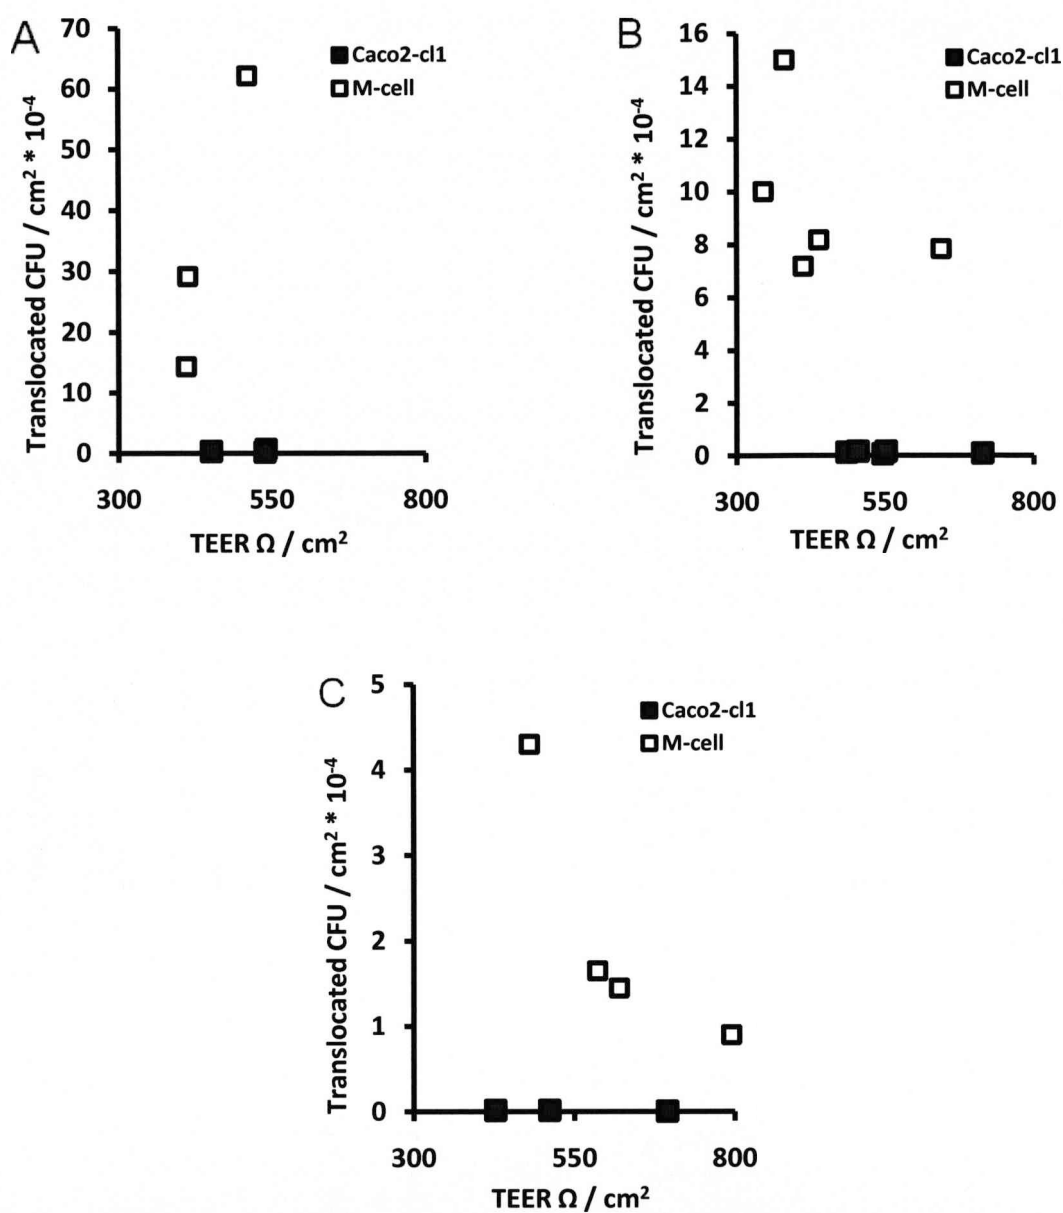 A
70
60
50
40
30
20
10
0
300 550 800
Translocated CFU / cm² * 10⁻⁴
TEER Ω / cm²
Caco2-cl1
M-cell
B
16
14
12
10
8
6
4
2
0
300 550 800
Translocated CFU / cm² * 10⁻⁴
TEER Ω / cm²
Caco2-cl1
M-cell
C
5
4
3
2
1
0
300 550 800
Translocated CFU / cm² * 10⁻⁴
TEER Ω / cm²
Caco2-cl1
M-cell